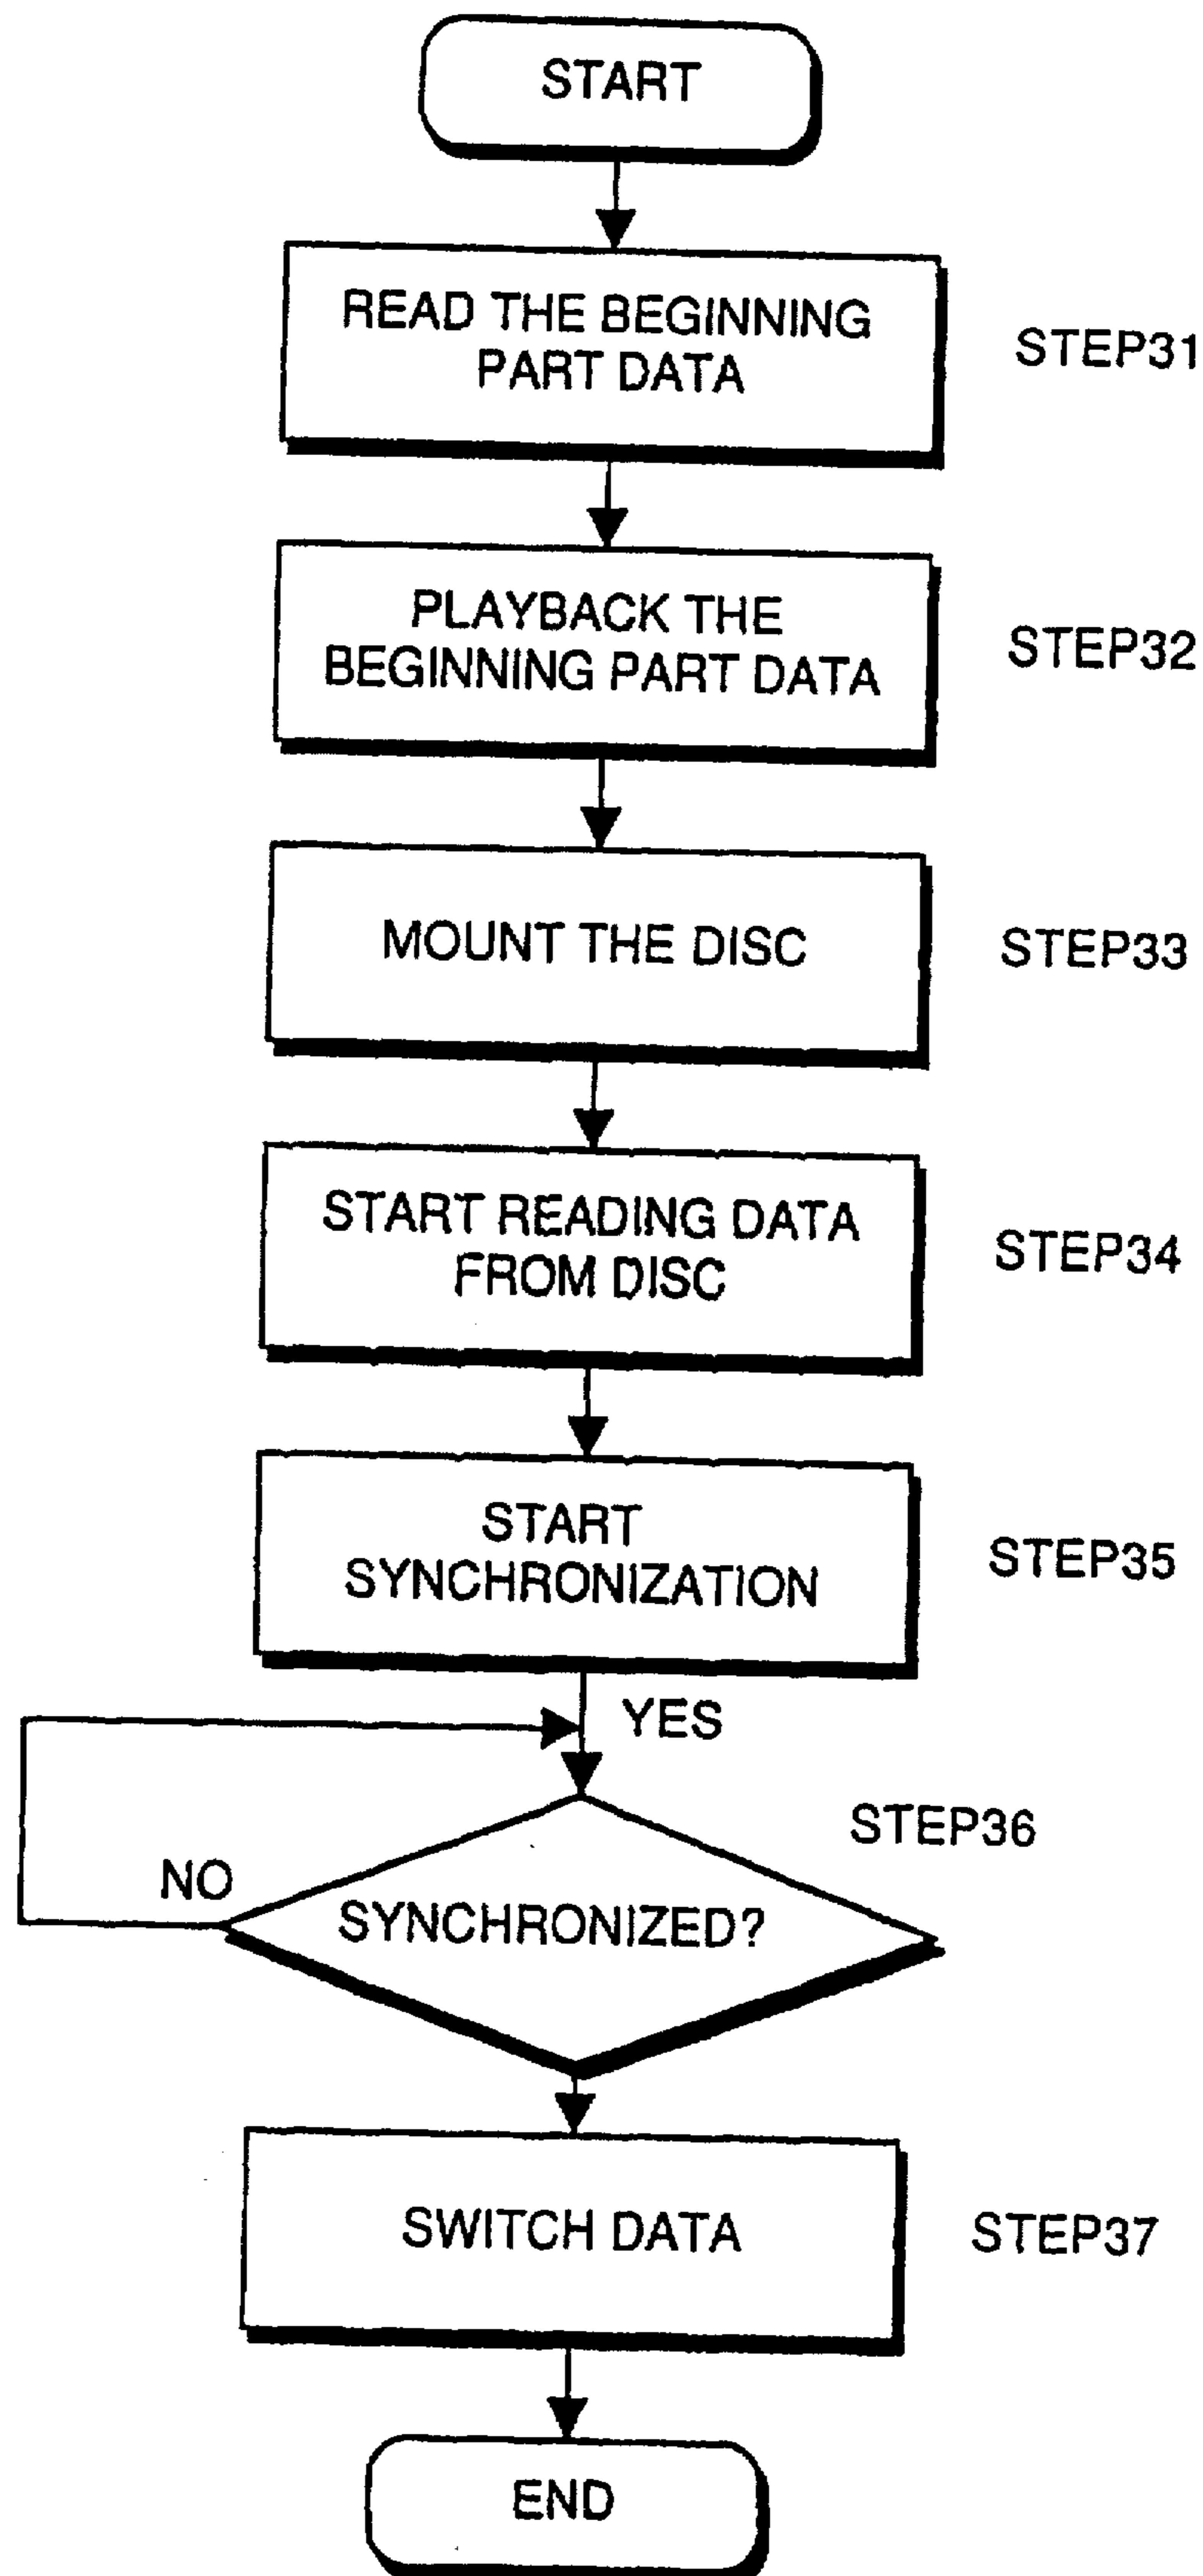 START
READ THE BEGINNING
PART DATA
STEP31
PLAYBACK THE
BEGINNING PART DATA
STEP32
MOUNT THE DISC
STEP33
START READING DATA
FROM DISC
STEP34
START
SYNCHRONIZATION
STEP35
YES
STEP36
NO
SYNCHRONIZED?
SWITCH DATA
STEP37
END